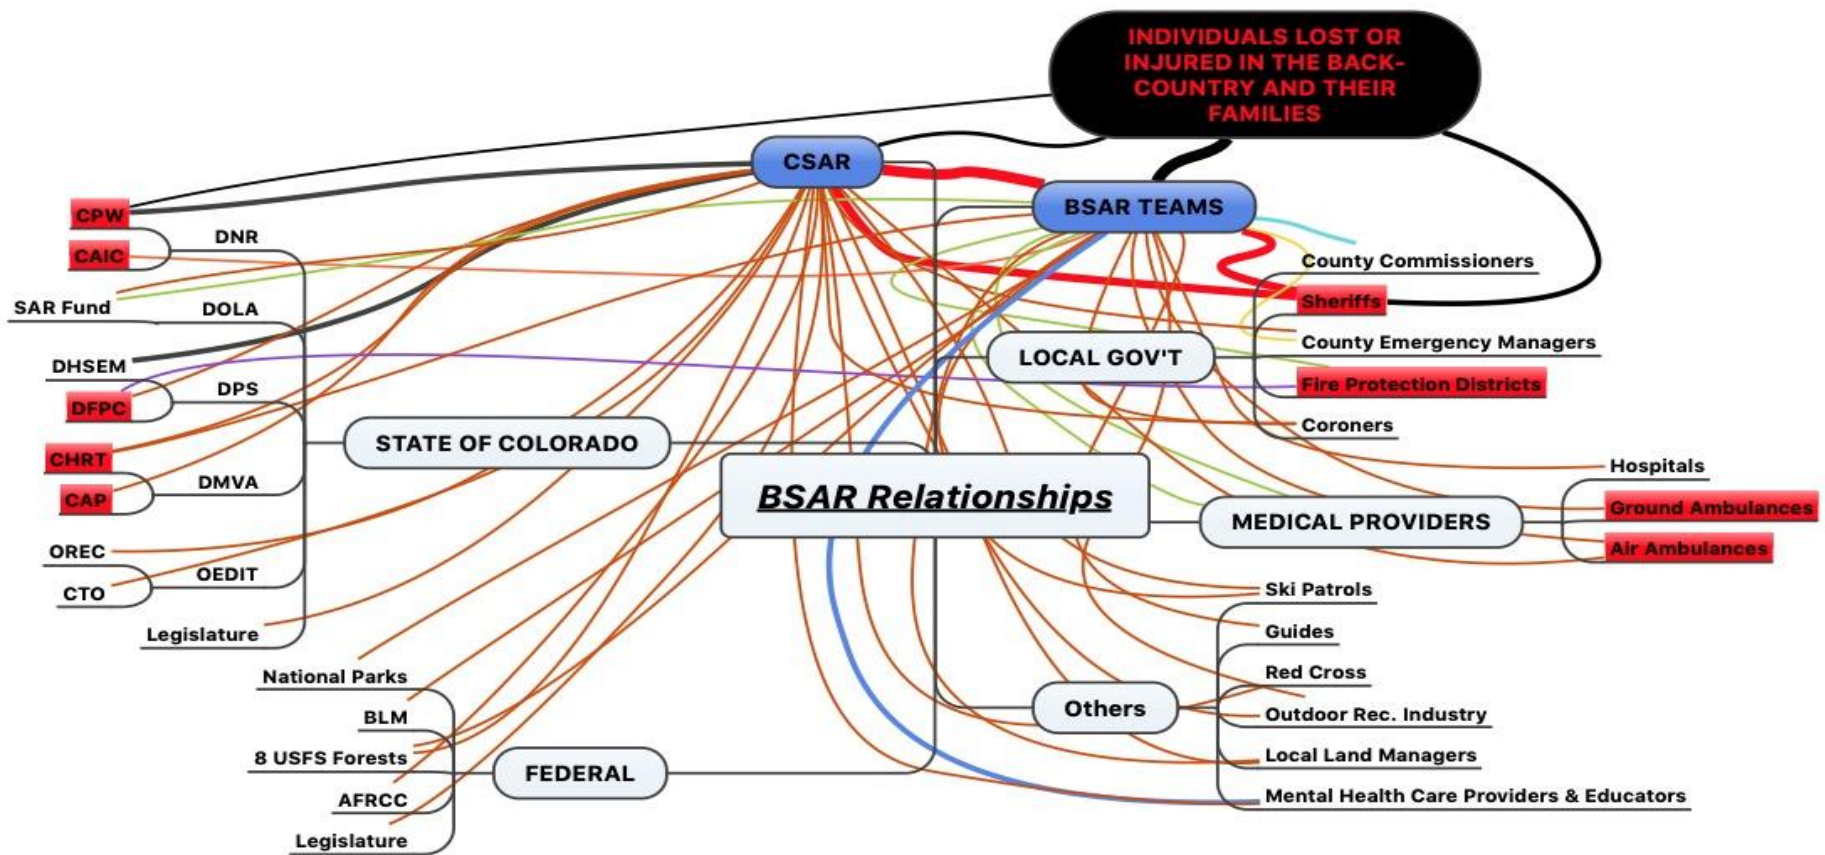 INDIVIDUALS LOST OR
INJURED IN THE BACK-
COUNTRY AND THEIR
FAMILIES
CSAR
BSAR TEAMS
CPW
CAIC
DNR
SAR Fund
DOLA
DHSEM
DFPC
DPS
CHRT
CAP
DMVA
OREC
CTO
OEDIT
Legislature
STATE OF COLORADO
National Parks
BLM
8 USFS Forests
AFRCC
Legislature
FEDERAL
BSAR Relationships
LOCAL GOV'T
County Commissioners
Sheriffs
County Emergency Managers
Fire Protection Districts
Coroners
MEDICAL PROVIDERS
Hospitals
Ground Ambulances
Air Ambulances
Others
Ski Patrols
Guides
Red Cross
Outdoor Rec. Industry
Local Land Managers
Mental Health Care Providers & Educators